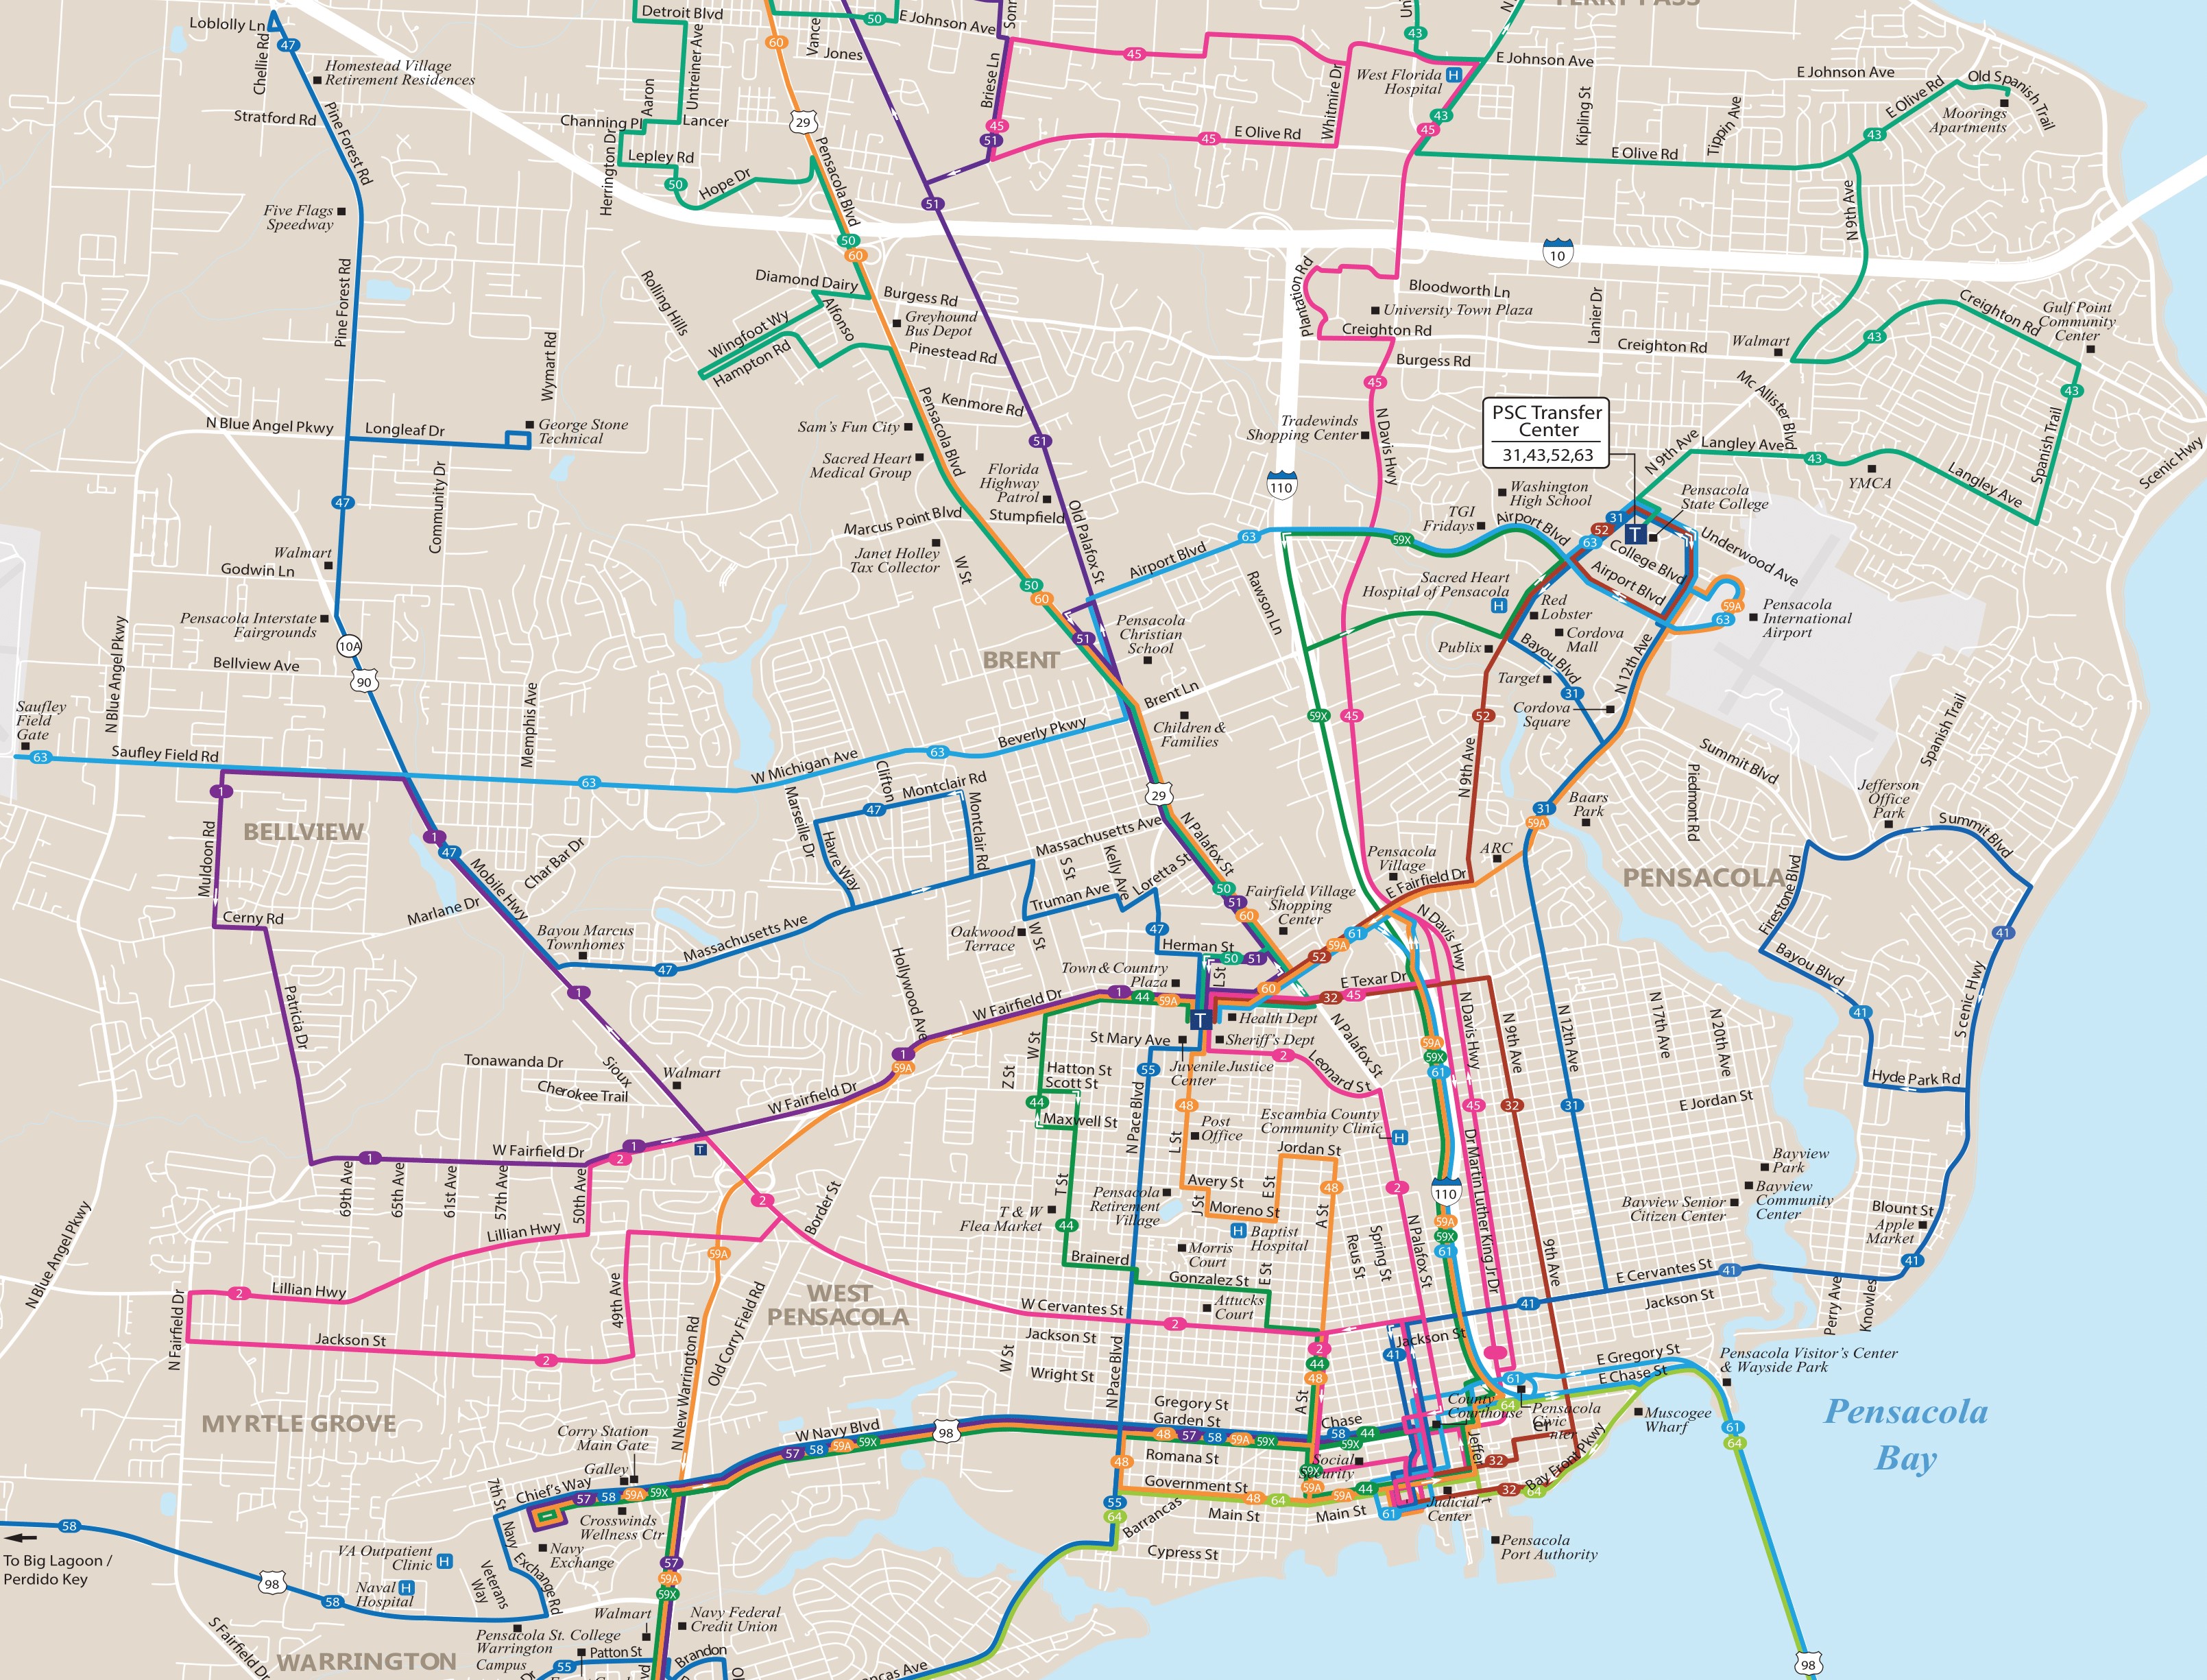 Detroit Blvd
50
E Johnson Ave
Loblolly Ln
47
Chellie Rd
60
Vance
Jones
Untreiner Ave
Homestead Village
Retirement Residences
45
43
E Johnson Ave
West Florida
Hospital
H
E Johnson Ave
Old Spanish Trail
E Olive Rd
Moorings
Apartments
Stratford Rd
Pine Forest Rd
Aaron
Channing Pl
Lancer
29
Briese Ln
45
51
45
E Olive Rd
Whitmire Dr
43
45
Kipling St
Tippin Ave
E Olive Rd
43
Herrington Dr
Lepley Rd
50
Hope Dr
Pensacola Blvd
51
Five Flags
Speedway
N 9th Ave
50
60
10
Pine Forest Rd
Rolling Hills
Diamond Dairy
Burgess Rd
Alfonso
Greyhound
Bus Depot
Wingfoot Wy
Hampton Rd
Pinestead Rd
Plantation Rd
Bloodworth Ln
University Town Plaza
Creighton Rd
Burgess Rd
Lanier Dr
Creighton Rd
Walmart
43
Creighton Rd
Gulf Point
Community
Center
Wymart Rd
45
43
Mc Allister Blvd
Pensacola Blvd
Kenmore Rd
N Blue Angel Pkwy
Longleaf Dr
George Stone
Technical
Sam's Fun City
51
Tradewinds
Shopping Center
N Davis Hwy
PSC Transfer
Center
31,43,52,63
N 9th Ave
Langley Ave
43
YMCA
Langley Ave
Spanish Trail
Scenic Hwy
Community Dr
47
Sacred Heart
Medical Group
Florida
Highway
Patrol
Stumpfield
Old Palafox St
110
Washington
High School
Pensacola
State College
Marcus Point Blvd
Janet Holley
Tax Collector
W St
63
Airport Blvd
59X
TGI
Fridays
Airport Blvd
31
52
63
T
College Blvd
Underwood Ave
Airport Blvd
Walmart
Godwin Ln
50
60
Rawson Ln
Sacred Heart
Hospital of Pensacola
H
Red
Lobster
Cordova
Mall
59A
63
Pensacola
International
Airport
Pensacola Interstate
Fairgrounds
10A
N Blue Angel Pkwy
Bellview Ave
90
51
Pensacola
Christian
School
BRENT
Publix
Bayou Blvd
Target
31
N 12th Ave
Cordova
Square
Saufley
Field
Gate
63
Saufley Field Rd
Memphis Ave
63
W Michigan Ave
63
Beverly Pkwy
Brent Ln
Children &
Families
59X
45
52
N 9th Ave
Summit Blvd
Spanish Trail
Piedmont Rd
1
Muldoon Rd
BELLVIEW
1
47
Mobile Hwy
Char Bar Dr
Marlane Dr
Marseille Dr
Clifton
47
Montclair Rd
Montclair Rd
Havre Way
29
N Palafox St
Massachusetts Ave
S St
Kelly Ave
Loretta St
Truman Ave
31
59A
Baars
Park
Jefferson
Office
Park
Summit Blvd
Pensacola
Village
ARC
E Fairfield Dr
PENSACOLA
Firestone Blvd
Bayou Blvd
41
Cerny Rd
Patricia Dr
Bayou Marcus
Townhomes
47
Massachusetts Ave
Oakwood
Terrace
W St
47
Herman St
50
51
60
Fairfield Village
Shopping
Center
50
51
52
59A
61
N Davis Hwy
Town & Country
Plaza
L St
1
Hollywood Ave
W Fairfield Dr
1
44
59A
60
32
45
E Texar Dr
T
Health Dept
Sheriff's Dept
St Mary Ave
Juvenile Justice
Center
2
Leonard St
N Palafox St
59A
59X
61
N Davis Hwy
N 9th Ave
N 12th Ave
N 17th Ave
N 20th Ave
41
S cenic Hwy
Hyde Park Rd
Tonawanda Dr
Cherokee Trail
Sioux
Walmart
1
59A
W Fairfield Dr
Z St
W St
Hatton St
Scott St
44
Maxwell St
55
N Pace Blvd
48
L St
Post
Office
Escambia County
Community Clinic
H
45
32
31
E Jordan St
T
W Fairfield Dr
1
2
1
69th Ave
65th Ave
61st Ave
57th Ave
50th Ave
2
T St
T & W
Flea Market
44
Pensacola
Retirement
Village
Avery St
J St
Moreno St
Jordan St
E St
48
A St
H
Baptist
Hospital
2
110
Dr Martin Luther King Jr Dr
Bayview
Park
Bayview
Community
Center
Bayview Senior
Citizen Center
Blount St
Apple
Market
N Blue Angel Pkwy
Lillian Hwy
Border St
59A
Brainerd
Gonzalez St
Morris
Court
E St
Attucks
Court
Reus St
Spring St
N Palafox St
59A
59X
61
9th Ave
E Cervantes St
41
41
Jackson St
41
Perry Ave
Knowles
2
Lillian Hwy
N Fairfield Dr
49th Ave
Old Corry Field Rd
WEST
PENSACOLA
W Cervantes St
2
Jackson St
2
N New Warrington Rd
Jackson St
W St
N Pace Blvd
Wright St
2
44
48
A St
41
Jackson St
61
E Gregory St
E Chase St
Pensacola Visitor's Center
& Wayside Park
MYRTLE GROVE
Corry Station
Main Gate
Galley
W Navy Blvd
98
Gregory St
Garden St
48
57
58
59A
59X
Romana St
Chase
58
44
59X
County
Courthouse
64
Pensacola
Civic
Muscogee
Wharf
Pensacola
Bay
61
64
57
58
59A
59X
48
Government St
Social
Security
59X
59A
32
Bay Front Pkwy
7th St
Chief's Way
57
58
59A
59X
Crosswinds
Wellness Ctr
55
64
Barrancas
48
64
Main St
59A
44
Main St
61
32
64
Judicial
Center
58
To Big Lagoon /
Perdido Key
Navy Exchange Rd
Navy
Exchange
VA Outpatient
Clinic
H
Naval
Hospital
H
98
58
Veterans
Way
57
59A
59X
Cypress St
Pensacola
Port Authority
S Fairfield Dr
WARRINGTON
Pensacola St. College
Warrington
Campus
Walmart
Navy Federal
Credit Union
Patton St
55
Brandon
98